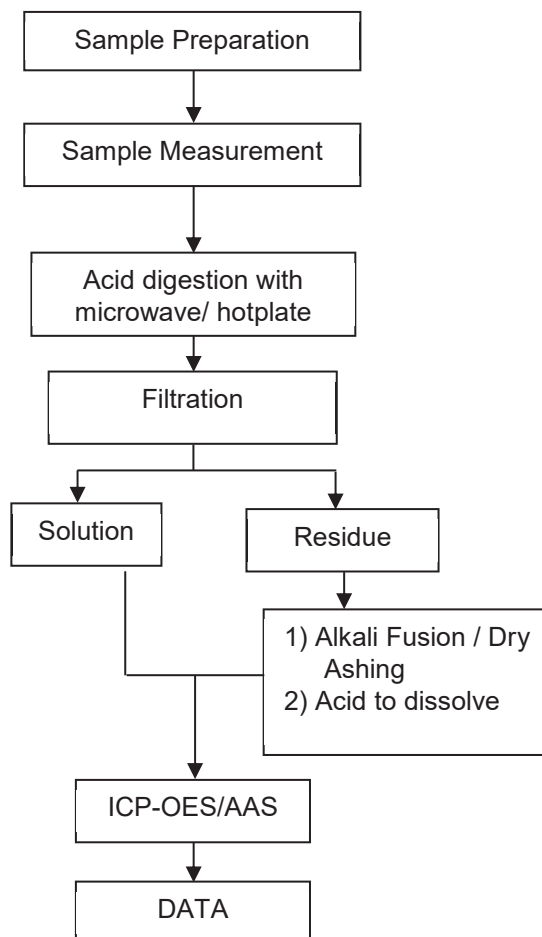 Sample Preparation
Sample Measurement
Acid digestion with
microwave/ hotplate
Filtration
Solution
Residue
1) Alkali Fusion / Dry
Ashing
2) Acid to dissolve
ICP-OES/AAS
DATA